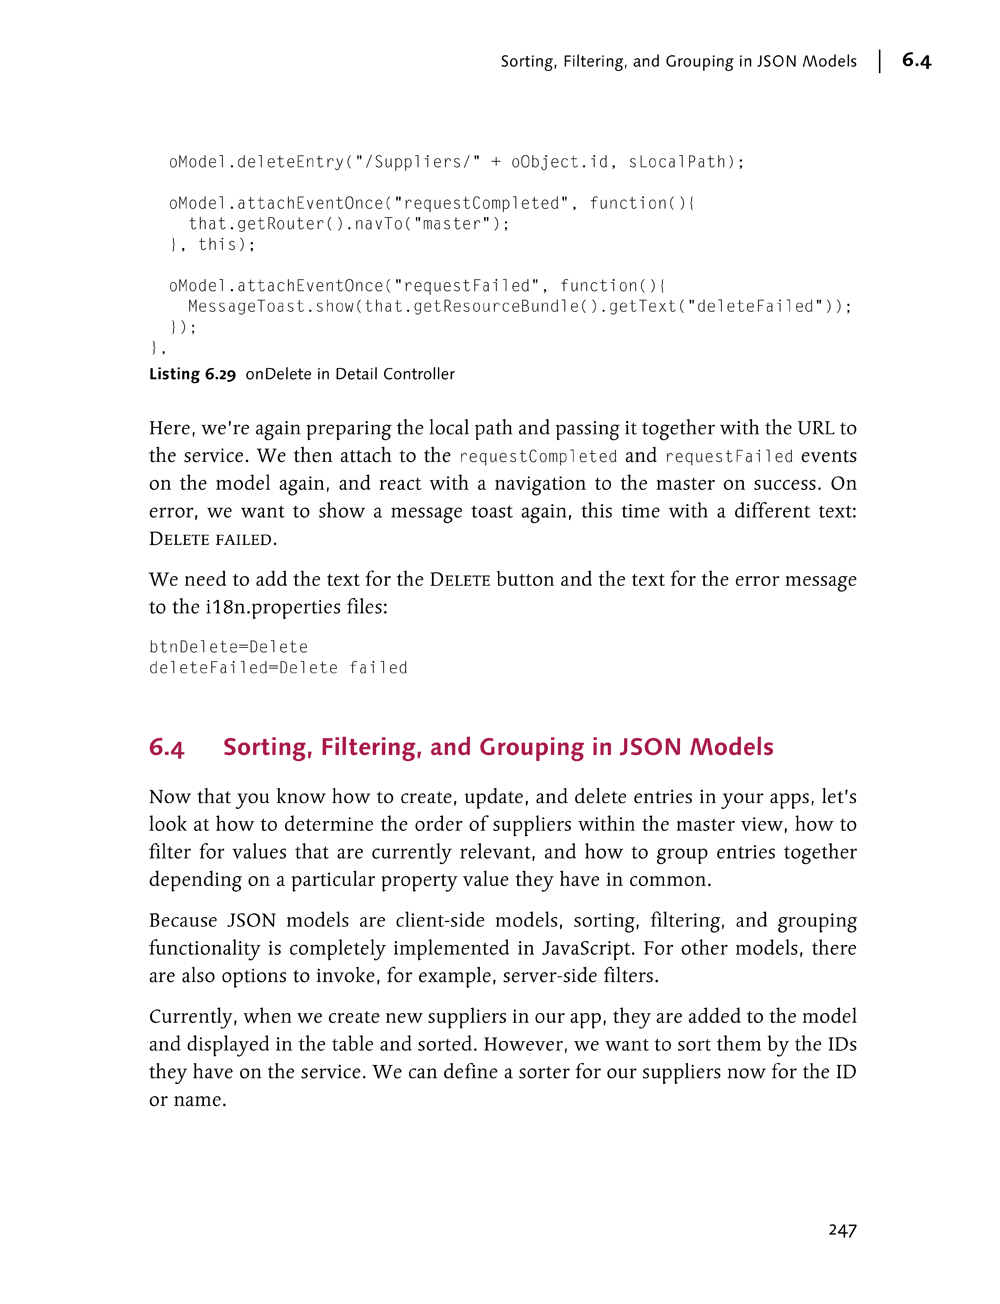 Sorting, Filtering, and Grouping in JSON Models | 6.4
oModel.deleteEntry("/Suppliers/" + oObject.id, sLocalPath);
oModel.attachEventOnce("requestCompleted", function(){
that.getRouter().navTo("master");
}, this);
oModel.attachEventOnce("requestFailed", function(){
MessageToast.show(that.getResourceBundle().getText("deleteFailed"));
});
},
Listing 6.29 onDelete in Detail Controller
Here, we're again preparing the local path and passing it together with the URL to
the service. We then attach to the requestCompleted and requestFailed events
on the model again, and react with a navigation to the master on success. On
error, we want to show a message toast again, this time with a different text:
DELETE FAILED.
We need to add the text for the DELETE button and the text for the error message
to the i18n.properties files:
btnDelete=Delete
deleteFailed=Delete failed
6.4 Sorting, Filtering, and Grouping in JSON Models
Now that you know how to create, update, and delete entries in your apps, let's
look at how to determine the order of suppliers within the master view, how to
filter for values that are currently relevant, and how to group entries together
depending on a particular property value they have in common.
Because JSON models are client-side models, sorting, filtering, and grouping
functionality is completely implemented in JavaScript. For other models, there
are also options to invoke, for example, server-side filters.
Currently, when we create new suppliers in our app, they are added to the model
and displayed in the table and sorted. However, we want to sort them by the IDs
they have on the service. We can define a sorter for our suppliers now for the ID
or name.
247